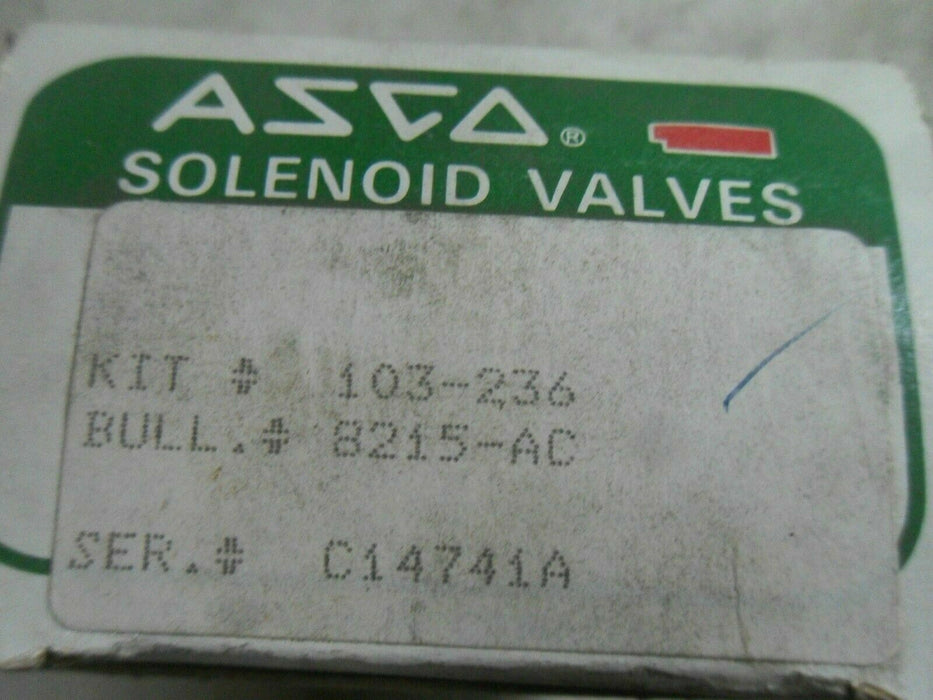 ASCO®
SOLENOID VALVES
KIT # 103-236
BULL.# 8215-AC
SER.# C14741A